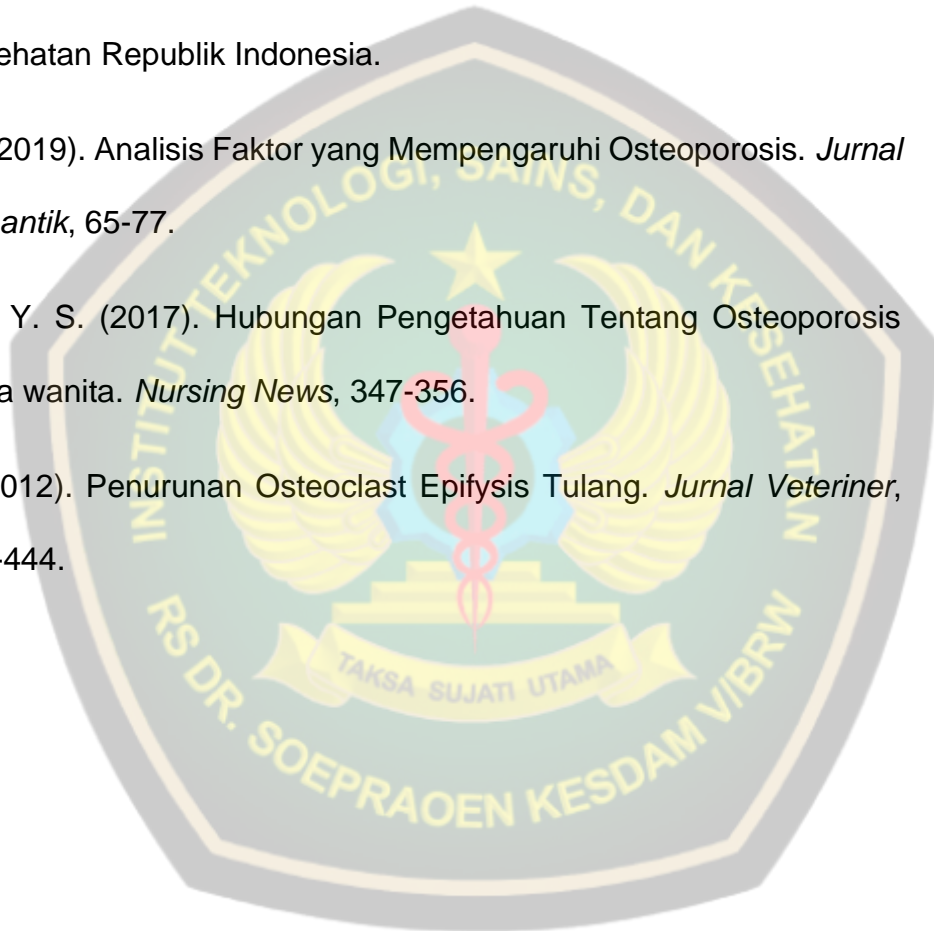 ehatan Republik Indonesia.
2019). Analisis Faktor yang Mempengaruhi Osteoporosis. Jurnal
antik, 65-77.
Y. S. (2017). Hubungan Pengetahuan Tentang Osteoporosis
a wanita. Nursing News, 347-356.
012). Penurunan Osteoclast Epifysis Tulang. Jurnal Veteriner,
-444.
INSTITUT TEKNOLOGI, SAINS, DAN KESEHATAN
TAKSA SUJATI UTAMA
RS DR. SOEPRAOEN KESDAM V/BRW